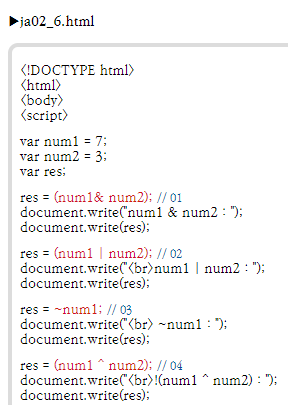 ▶ja02_6.html
<!DOCTYPE html>
<html>
<body>
<script>
var num1 = 7;
var num2 = 3;
var res;
res = (num1& num2); // 01
document.write("num1 & num2 : ");
document.write(res);
res = (num1 | num2); // 02
document.write("<br>num1 | num2 : ");
document.write(res);
res = ~num1; // 03
document.write("<br> ~num1 : ");
document.write(res);
res = (num1 ^ num2); // 04
document.write("<br>!(num1 ^ num2) : ");
document.write(res);